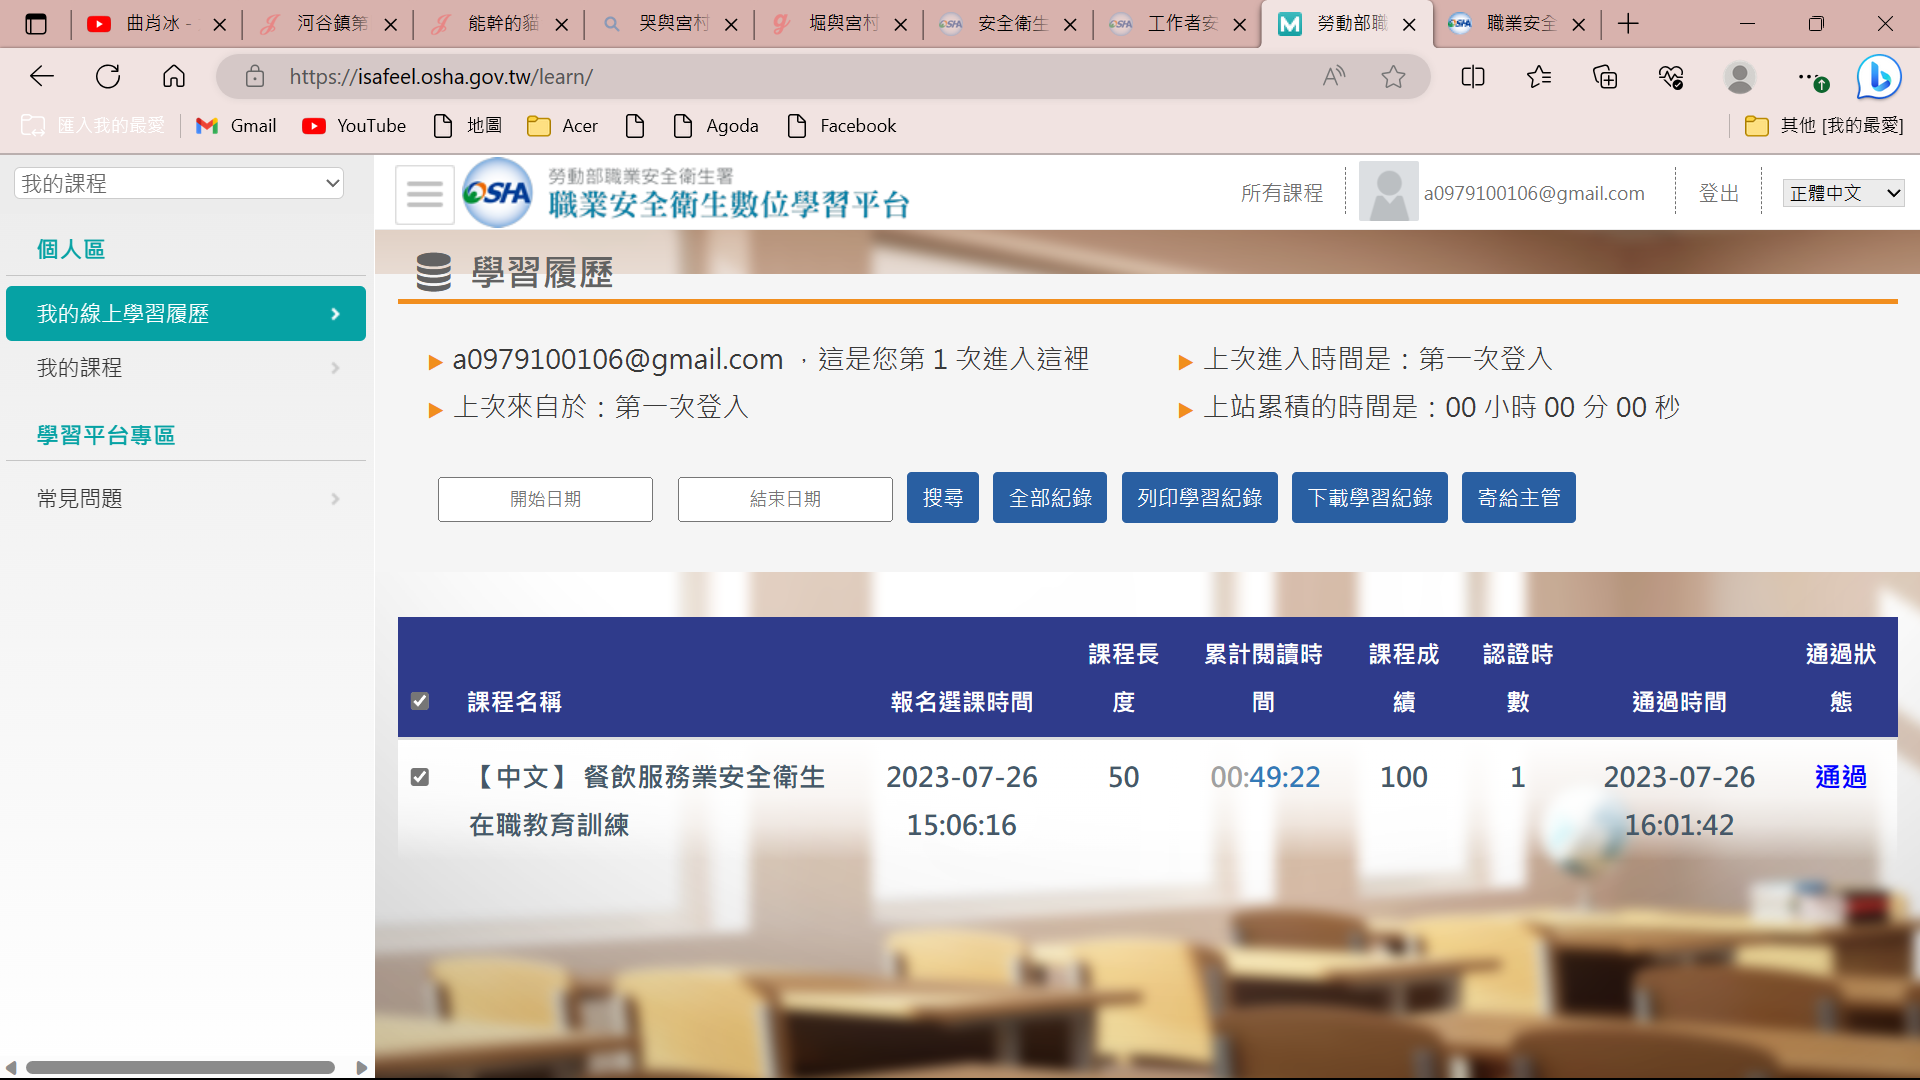 曲肖冰 -
河谷鎮第
能幹的貓
哭與宮村
堀與宮村
安全衛生
工作者安
勞動部職
職業安全
https://isafeel.osha.gov.tw/learn/
匯入我的最愛
Gmail
YouTube
地圖
Acer
Agoda
Facebook
其他 [我的最愛]
我的課程
個人區
我的線上學習履歷
我的課程
學習平台專區
常見問題
OSHA
勞動部職業安全衛生署
職業安全衛生數位學習平台
所有課程
a0979100106@gmail.com
登出
正體中文
學習履歷
a0979100106@gmail.com ，這是您第 1 次進入這裡
上次進入時間是：第一次登入
上次來自於：第一次登入
上站累積的時間是：00 小時 00 分 00 秒
開始日期
結束日期
搜尋
全部紀錄
列印學習紀錄
下載學習紀錄
寄給主管
課程名稱
報名選課時間
課程長
度
累計閱讀時
間
課程成
績
認證時
數
通過時間
通過狀
態
【中文】餐飲服務業安全衛生
在職教育訓練
2023-07-26
15:06:16
50
00:49:22
100
1
2023-07-26
16:01:42
通過